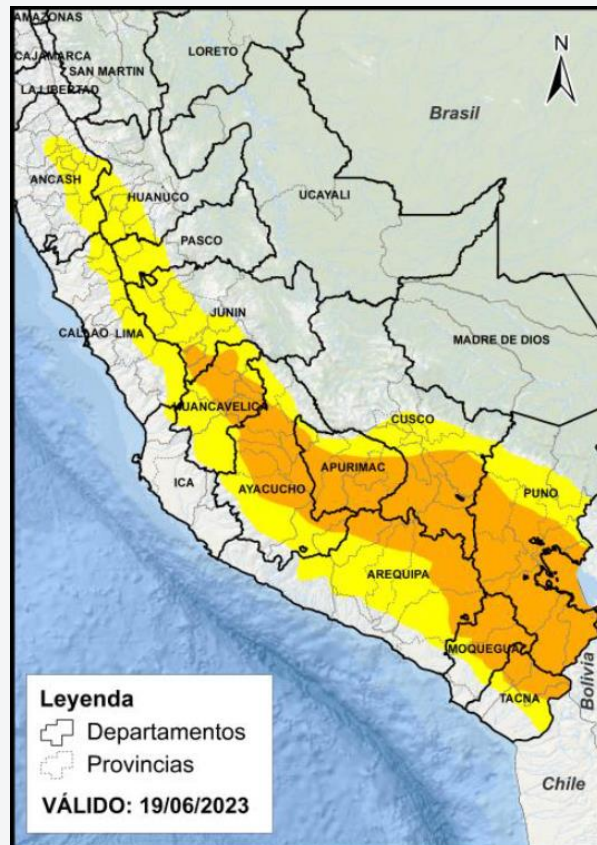 AMAZONAS
LORETO
CAJAMARCA
SAN MARTIN
LA LIBERTAD
N
Brasil
ANCASH
HUANUCO
UCAYALI
PASCO
JUNIN
CALLAO
LIMA
MADRE DE DIOS
HUANCAVELICA
CUSCO
APURIMAC
ICA
AYACUCHO
PUNO
AREQUIPA
MOQUEGUA
TACNA
Bolivia
Chile
Leyenda
Departamentos
Provincias
VÁLIDO: 19/06/2023